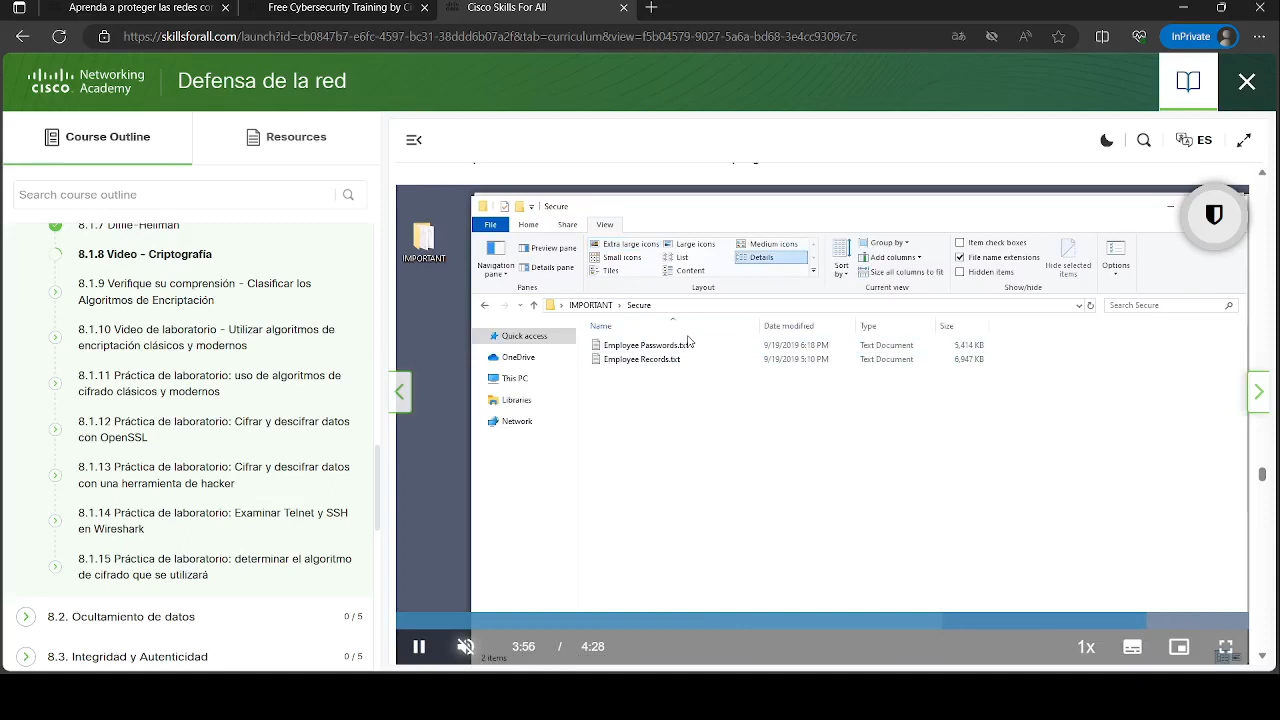 Aprenda a proteger las redes cor
Free Cybersecurity Training by Ci
Cisco Skills For All
https://skillsforall.com/launch?id=cb0847b7-e6fc-4597-bc31-38ddd6b07a2f&tab=curriculum&view=f5b04579-9027-5a6a-bd68-3e4cc9309c7c
InPrivate
CISCO Networking Academy
Defensa de la red
Course Outline
Resources
ES
Search course outline
8.1.7 Diffie-Hellman
8.1.8 Video - Criptografía
8.1.9 Verifique su comprensión - Clasificar los
Algoritmos de Encriptación
8.1.10 Video de laboratorio - Utilizar algoritmos de
encriptación clásicos y modernos
8.1.11 Práctica de laboratorio: uso de algoritmos de
cifrado clásicos y modernos
8.1.12 Práctica de laboratorio: Cifrar y descifrar datos
con OpenSSL
8.1.13 Práctica de laboratorio: Cifrar y descifrar datos
con una herramienta de hacker
8.1.14 Práctica de laboratorio: Examinar Telnet y SSH
en Wireshark
8.1.15 Práctica de laboratorio: determinar el algoritmo
de cifrado que se utilizará
8.2. Ocultamiento de datos 0 / 5
8.3. Integridad y Autenticidad 0 / 5
IMPORTANT
Secure
File Home Share View
Navigation pane
Preview pane
Details pane
Panes
Extra large icons Large icons Medium icons
Small icons List Details
Tiles Content
Layout
Sort by
Group by
Add columns
Size all columns to fit
Current view
Item check boxes
File name extensions
Hidden items
Hide selected items
Show/hide
Options
IMPORTANT > Secure
Search Secure
Quick access
OneDrive
This PC
Libraries
Network
Name Date modified Type Size
Employee Passwords.txt 9/19/2019 6:18 PM Text Document 5,414 KB
Employee Records.txt 9/19/2019 5:10 PM Text Document 6,947 KB
3:56 / 4:28
1x
2 items